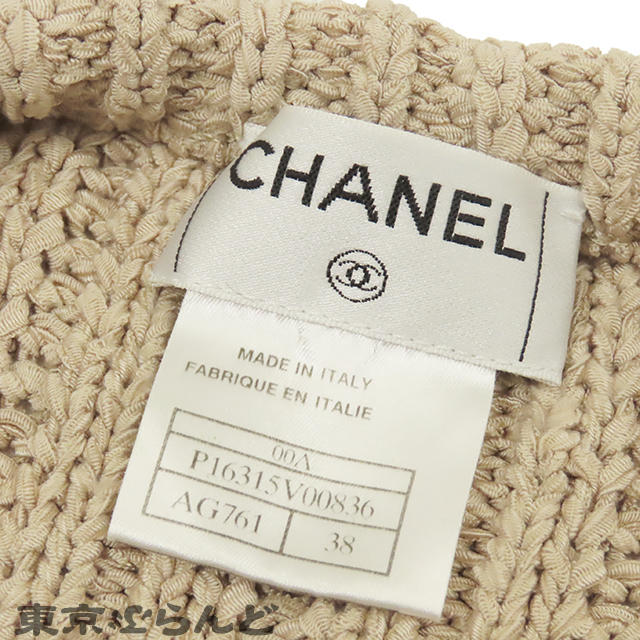 CHANEL
MADE IN ITALY
FABRIQUE EN ITALIE
00A
P16315V00836
AG761 38
東京ぶらんど